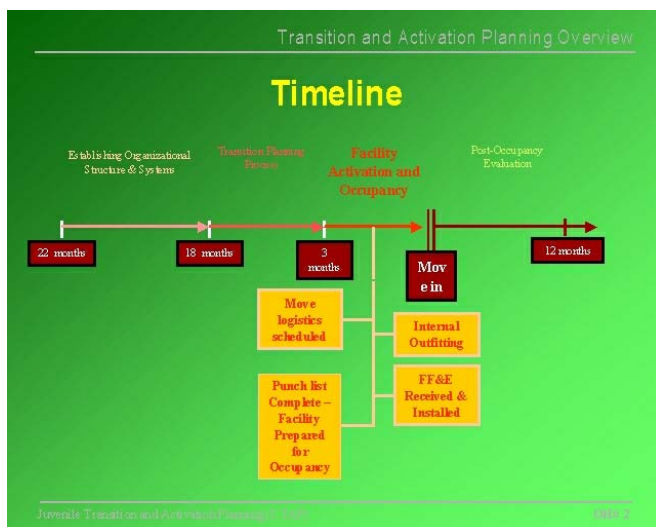 Transition and Activation Planning Overview
Timeline
Establishing Organizational
Structure & Systems
Transition Planning
Process
Facility
Activation and
Occupancy
Post-Occupancy
Evaluation
22 months
18 months
3
months
Mov
e in
12 months
Move
logistics
scheduled
Internal
Outfitting
Punch list
Complete –
Facility
Prepared
for
Occupancy
FF&E
Received &
Installed
Juvenile Transition and Activation Planning